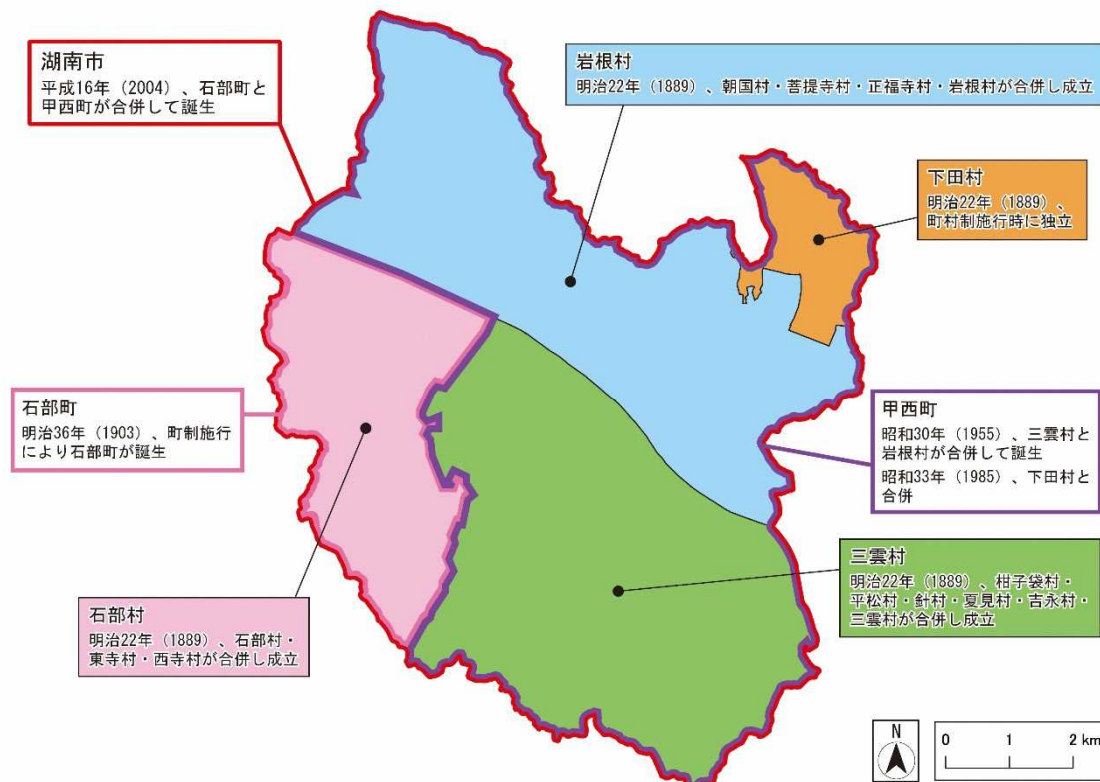 湖南市
平成16年（2004）、石部町と
甲西町が合併して誕生
岩根村
明治22年（1889）、朝国村・菩提寺村・正福寺村・岩根村が合併し成立
下田村
明治22年（1889）、
町村制施行時に独立
石部町
明治36年（1903）、町制施行
により石部町が誕生
甲西町
昭和30年（1955）、三雲村と
岩根村が合併して誕生
昭和33年（1985）、下田村と
合併
三雲村
明治22年（1889）、柑子袋村・
平松村・針村・夏見村・吉永村・
三雲村が合併し成立
石部村
明治22年（1889）、石部村・
東寺村・西寺村が合併し成立
N
0 1 2 km